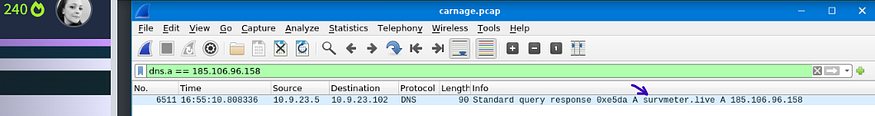 240
carnage.pcap
File Edit View Go Capture Analyze Statistics Telephony Wireless Tools Help
dns.a == 185.106.96.158
No. Time Source Destination Protocol Length Info
6511 16:55:10.808336 10.9.23.5 10.9.23.102 DNS 90 Standard query response 0xe5da A survmeter.live A 185.106.96.158